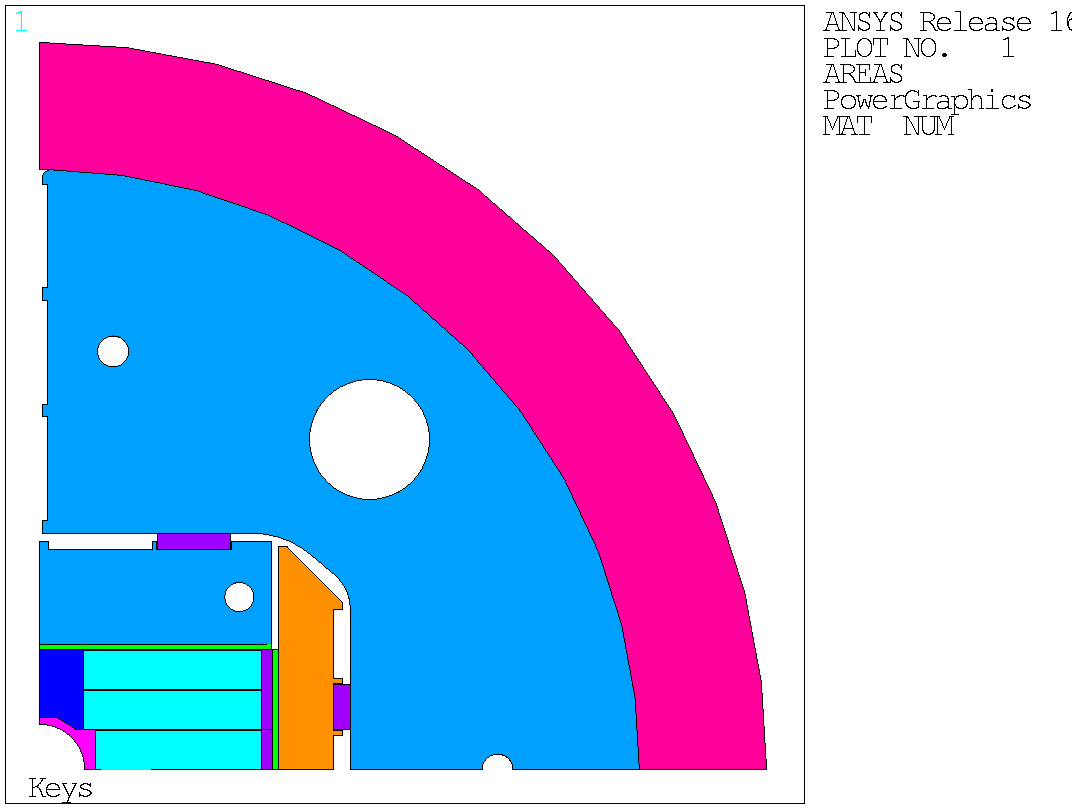 1
ANSYS Release 16
PLOT NO. 1
AREAS
PowerGraphics
MAT NUM
Keys